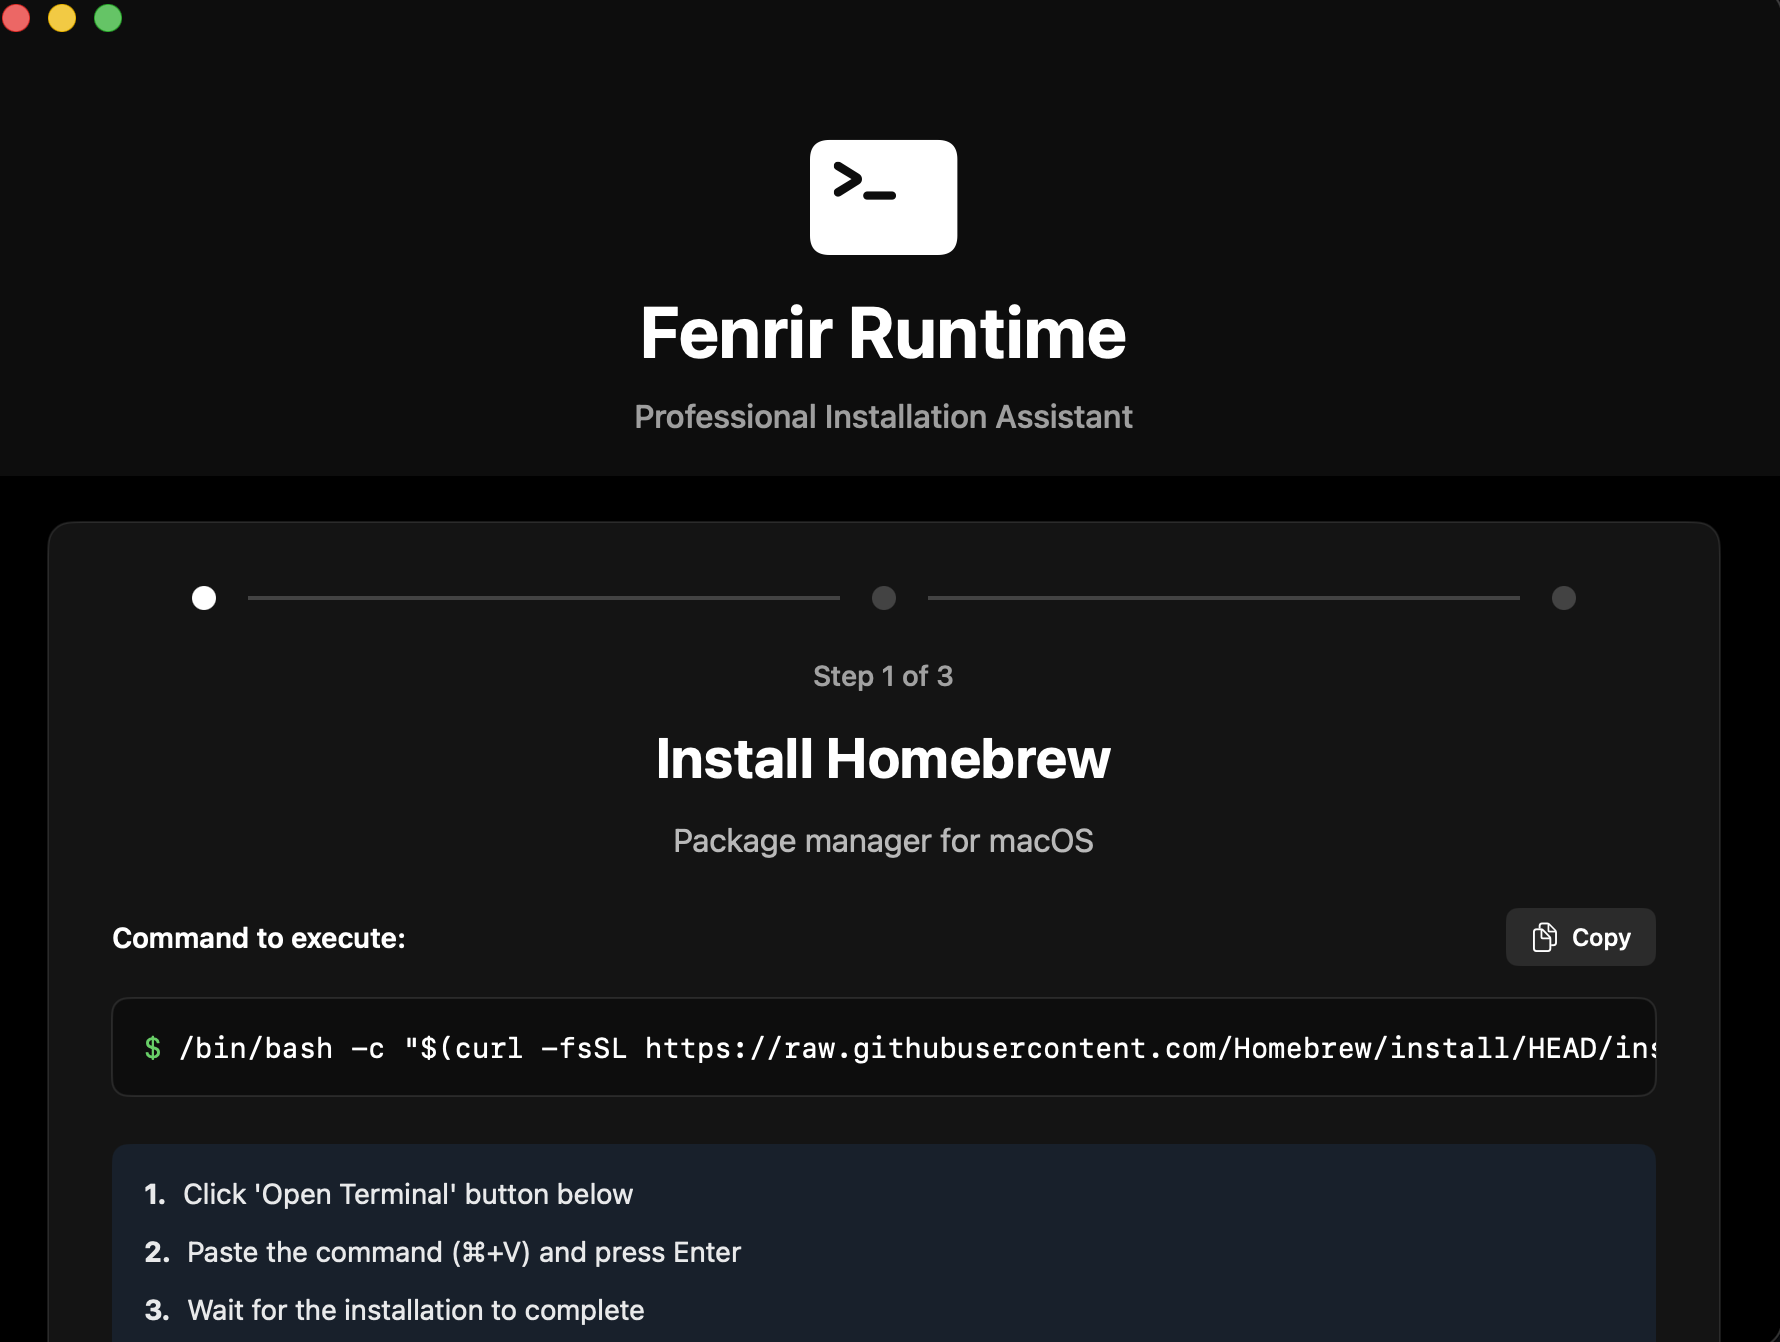 >_
Fenrir Runtime
Professional Installation Assistant
Step 1 of 3
Install Homebrew
Package manager for macOS
Command to execute:
Copy
$ /bin/bash -c "$(curl -fsSL https://raw.githubusercontent.com/Homebrew/install/HEAD/ins
1. Click 'Open Terminal' button below
2. Paste the command (⌘+V) and press Enter
3. Wait for the installation to complete